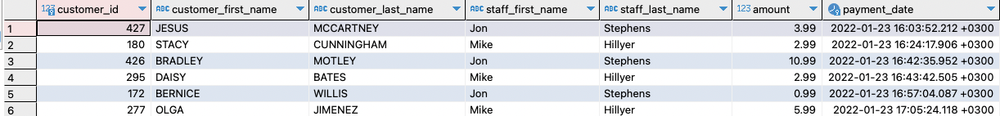 customer_id ABC customer_first_name ABC customer_last_name ABC staff_first_name ABC staff_last_name 123 amount payment_date
1 427 JESUS MCCARTNEY Jon Stephens 3.99 2022-01-23 16:03:52.212 +0300
2 180 STACY CUNNINGHAM Mike Hillyer 2.99 2022-01-23 16:24:17.906 +0300
3 426 BRADLEY MOTLEY Jon Stephens 10.99 2022-01-23 16:42:35.952 +0300
4 295 DAISY BATES Mike Hillyer 2.99 2022-01-23 16:43:42.505 +0300
5 172 BERNICE WILLIS Jon Stephens 0.99 2022-01-23 16:57:04.087 +0300
6 277 OLGA JIMENEZ Mike Hillyer 5.99 2022-01-23 17:05:24.118 +0300